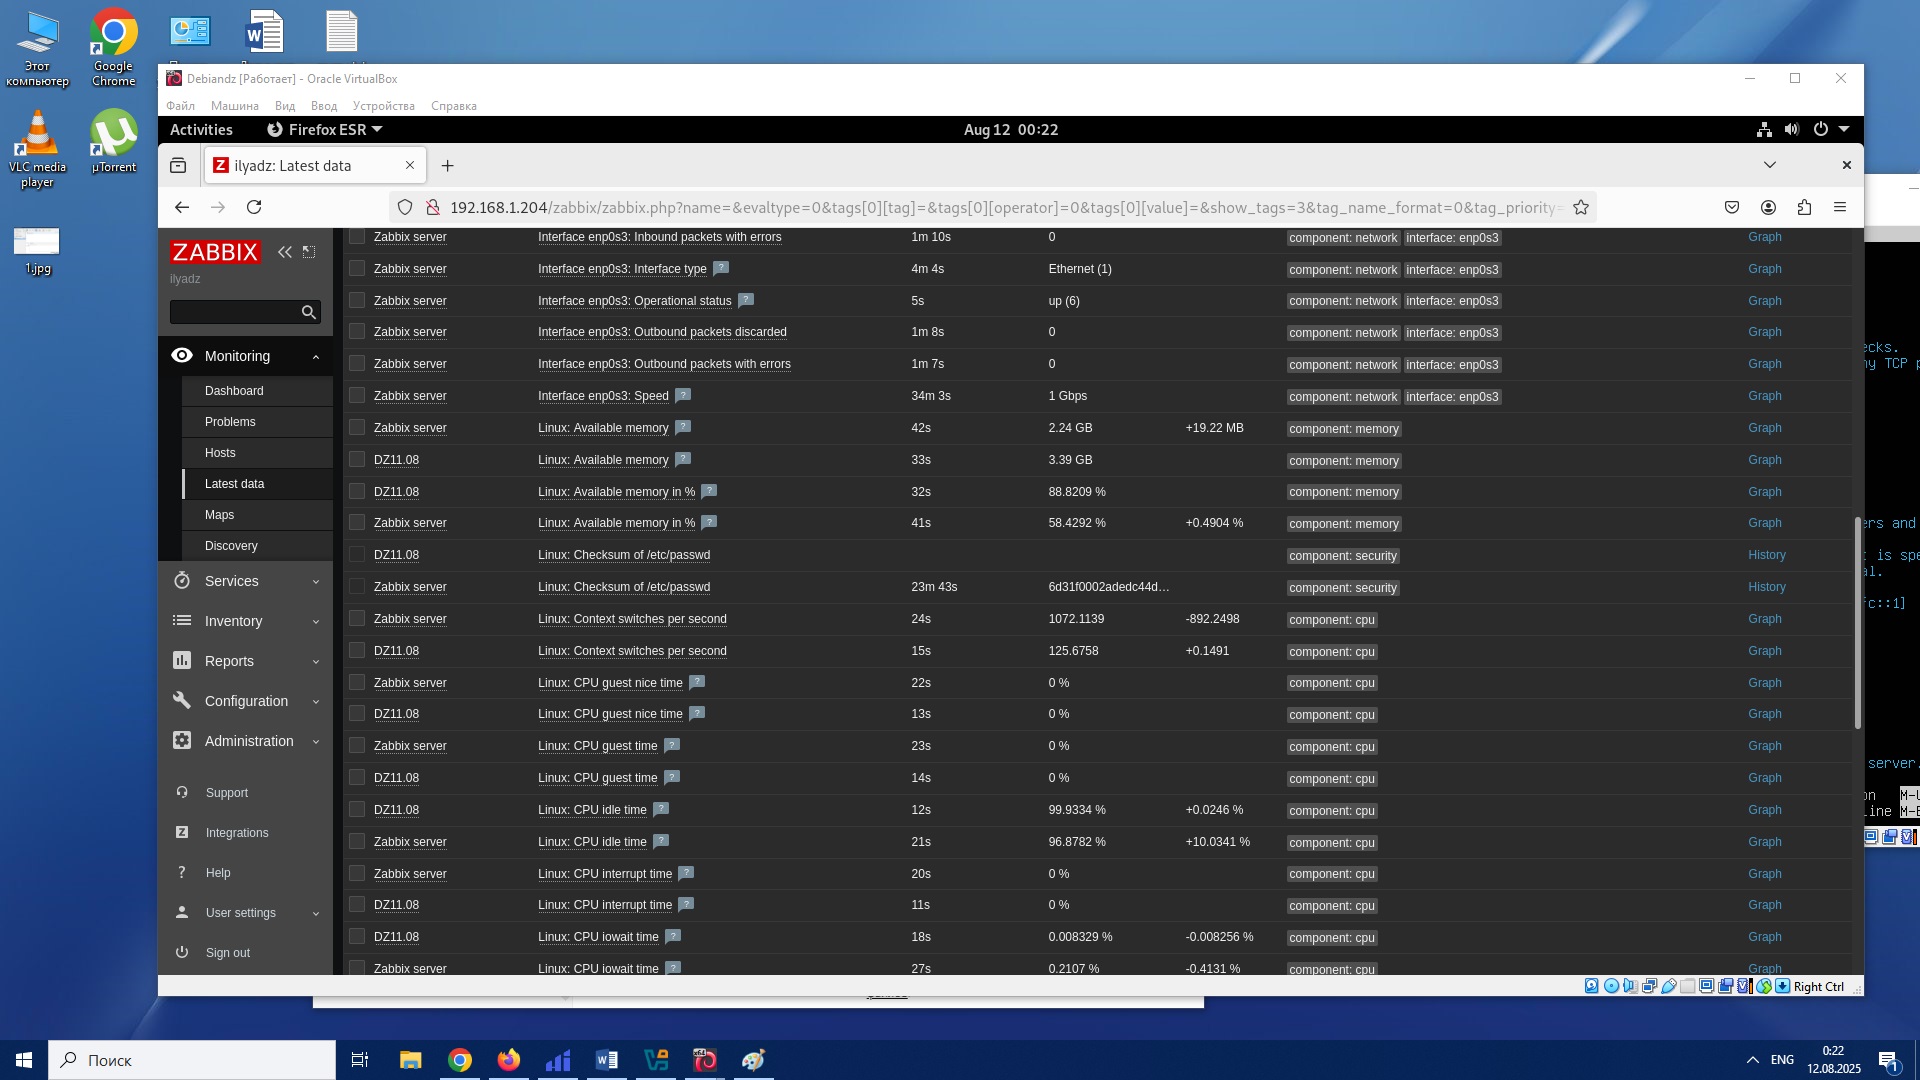 Этот компьютер
Google Chrome
VLC media player
µTorrent
1.jpg
Debiandz [Работает] - Oracle VirtualBox
Файл Машина Вид Ввод Устройства Справка
Activities Firefox ESR Aug 12 00:22
ilyadz: Latest data
192.168.1.204/zabbix/zabbix.php?name=&evaltype=0&tags[0][tag]=&tags[0][operator]=0&tags[0][value]=&show_tags=3&tag_name_format=0&tag_priority=
ZABBIX
ilyadz
Monitoring
Dashboard
Problems
Hosts
Latest data
Maps
Discovery
Services
Inventory
Reports
Configuration
Administration
Support
Integrations
Help
User settings
Sign out
Zabbix server Interface enp0s3: Inbound packets with errors 1m 10s 0 component: network interface: enp0s3 Graph
Zabbix server Interface enp0s3: Interface type ? 4m 4s Ethernet (1) component: network interface: enp0s3 Graph
Zabbix server Interface enp0s3: Operational status ? 5s up (6) component: network interface: enp0s3 Graph
Zabbix server Interface enp0s3: Outbound packets discarded 1m 8s 0 component: network interface: enp0s3 Graph
Zabbix server Interface enp0s3: Outbound packets with errors 1m 7s 0 component: network interface: enp0s3 Graph
Zabbix server Interface enp0s3: Speed ? 34m 3s 1 Gbps component: network interface: enp0s3 Graph
Zabbix server Linux: Available memory ? 42s 2.24 GB +19.22 MB component: memory Graph
DZ11.08 Linux: Available memory ? 33s 3.39 GB component: memory Graph
DZ11.08 Linux: Available memory in % ? 32s 88.8209 % component: memory Graph
Zabbix server Linux: Available memory in % ? 41s 58.4292 % +0.4904 % component: memory Graph
DZ11.08 Linux: Checksum of /etc/passwd component: security History
Zabbix server Linux: Checksum of /etc/passwd 23m 43s 6d31f0002adedc44d… component: security History
Zabbix server Linux: Context switches per second 24s 1072.1139 -892.2498 component: cpu Graph
DZ11.08 Linux: Context switches per second 15s 125.6758 +0.1491 component: cpu Graph
Zabbix server Linux: CPU guest nice time ? 22s 0 % component: cpu Graph
DZ11.08 Linux: CPU guest nice time ? 13s 0 % component: cpu Graph
Zabbix server Linux: CPU guest time ? 23s 0 % component: cpu Graph
DZ11.08 Linux: CPU guest time ? 14s 0 % component: cpu Graph
DZ11.08 Linux: CPU idle time ? 12s 99.9334 % +0.0246 % component: cpu Graph
Zabbix server Linux: CPU idle time ? 21s 96.8782 % +10.0341 % component: cpu Graph
Zabbix server Linux: CPU interrupt time ? 20s 0 % component: cpu Graph
DZ11.08 Linux: CPU interrupt time ? 11s 0 % component: cpu Graph
DZ11.08 Linux: CPU iowait time ? 18s 0.008329 % -0.008256 % component: cpu Graph
Zabbix server Linux: CPU iowait time ? 27s 0.2107 % -0.4131 % component: cpu Graph
Right Ctrl
TCP
and
is
fc::1]
server.
Поиск
ENG
0:22
12.08.2025
1